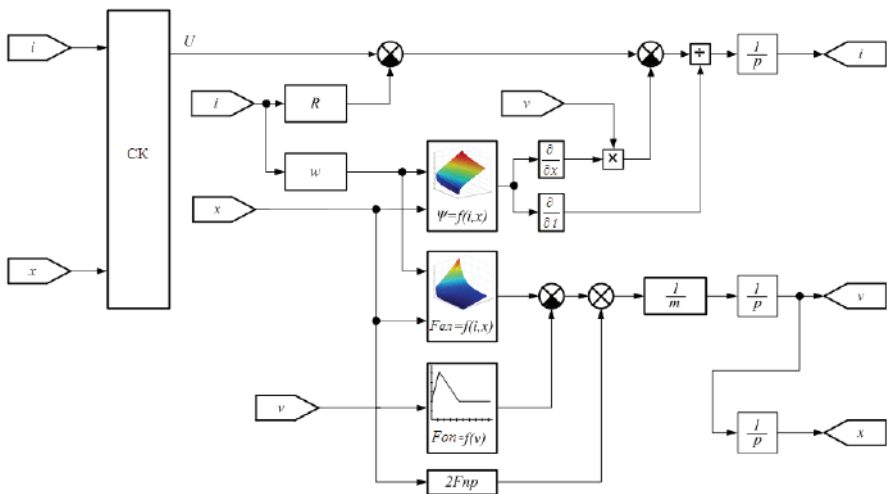 i
СК
U
i
R
w
x
x
v
Ψ=f(i,x)
∂
∂x
∂
∂i
×
÷
1
p
i
Fэл=f(i,x)
1
m
1
p
v
v
Fоп=f(v)
1
p
x
2Fпр